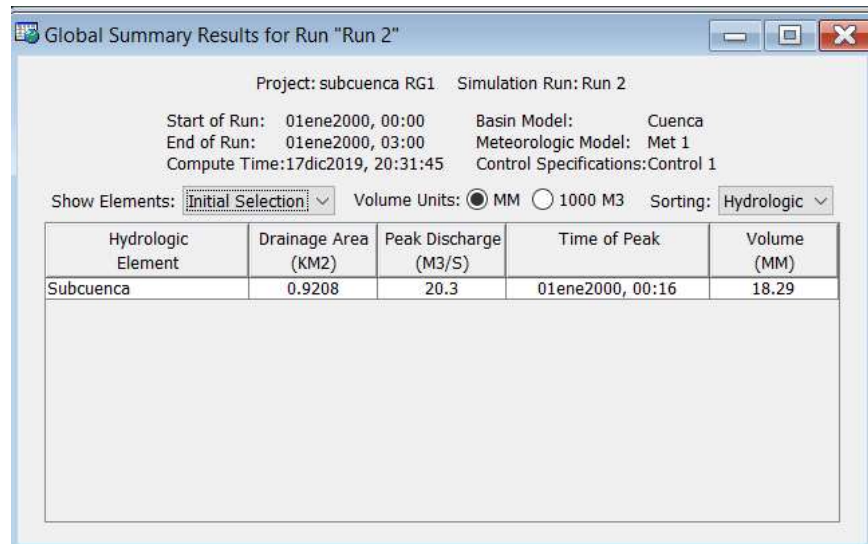 Global Summary Results for Run "Run 2"
Project: subcuenca RG1 Simulation Run: Run 2
Start of Run: 01ene2000, 00:00 Basin Model: Cuenca
End of Run: 01ene2000, 03:00 Meteorologic Model: Met 1
Compute Time:17dic2019, 20:31:45 Control Specifications:Control 1
Show Elements: Initial Selection Volume Units: MM 1000 M3 Sorting: Hydrologic
Hydrologic Drainage Area Peak Discharge Time of Peak Volume
Element (KM2) (M3/S) (MM)
Subcuenca 0.9208 20.3 01ene2000, 00:16 18.29